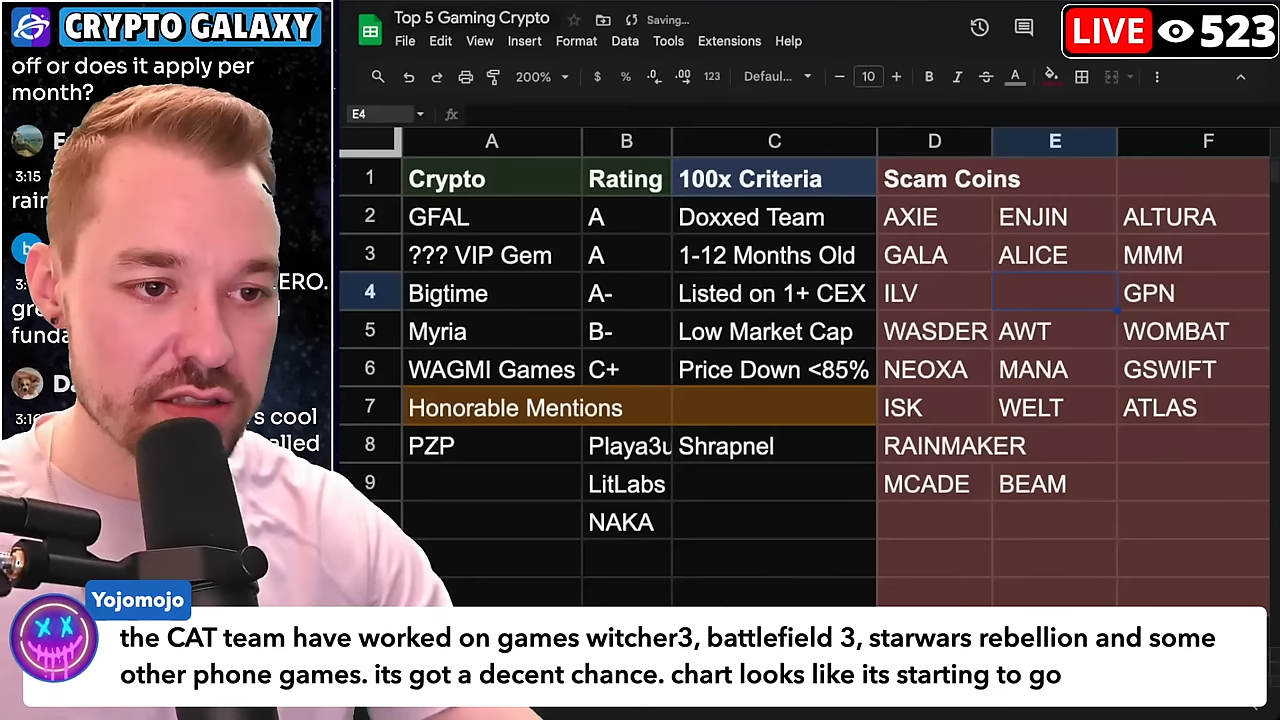 CRYPTO GALAXY
off or does it apply per
month?
3:15
ERO.
3:16
s cool
Top 5 Gaming Crypto
Saving...
File Edit View Insert Format Data Tools Extensions Help
LIVE 523
200% $ % .0 .00 123 Defaul... 10 B I A
E4 fx
A B C D E F
1 Crypto Rating 100x Criteria Scam Coins
2 GFAL A Doxxed Team AXIE ENJIN ALTURA
3 ??? VIP Gem A 1-12 Months Old GALA ALICE MMM
4 Bigtime A- Listed on 1+ CEX ILV GPN
5 Myria B- Low Market Cap WASDER AWT WOMBAT
6 WAGMI Games C+ Price Down <85% NEOXA MANA GSWIFT
7 Honorable Mentions ISK WELT ATLAS
8 PZP Playa3u Shrapnel RAINMAKER
9 LitLabs MCADE BEAM
NAKA
Yojomojo
the CAT team have worked on games witcher3, battlefield 3, starwars rebellion and some
other phone games. its got a decent chance. chart looks like its starting to go